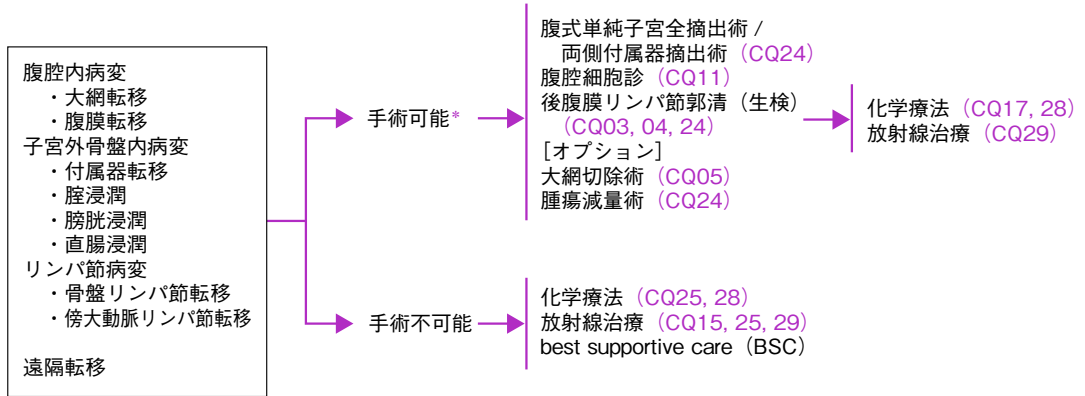 腹腔内病変
・大網転移
・腹膜転移
子宮外骨盤内病変
・付属器転移
・腟浸潤
・膀胱浸潤
・直腸浸潤
リンパ節病変
・骨盤リンパ節転移
・傍大動脈リンパ節転移
遠隔転移
手術可能*
腹式単純子宮全摘出術 /
両側付属器摘出術（CQ24）
腹腔細胞診（CQ11）
後腹膜リンパ節郭清（生検）
（CQ03, 04, 24）
［オプション］
大網切除術（CQ05）
腫瘍減量術（CQ24）
化学療法（CQ17, 28）
放射線治療（CQ29）
手術不可能
化学療法（CQ25, 28）
放射線治療（CQ15, 25, 29）
best supportive care（BSC）